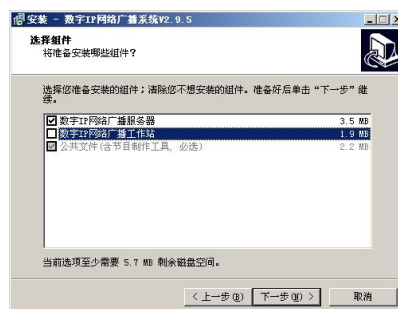 安装 - 数字IP网络广播系统V2.9.5
选择组件
将准备安装哪些组件?
选择您准备安装的组件;清除您不想安装的组件。准备好后单击“下一步”继
续。
数字IP网络广播服务器 3.5 MB
数字IP网络广播工作站 1.9 MB
公共文件(含节目制作工具, 必选) 2.2 MB
当前选项至少需要 5.7 MB 剩余磁盘空间。
< 上一步(B) 下一步(N) > 取消